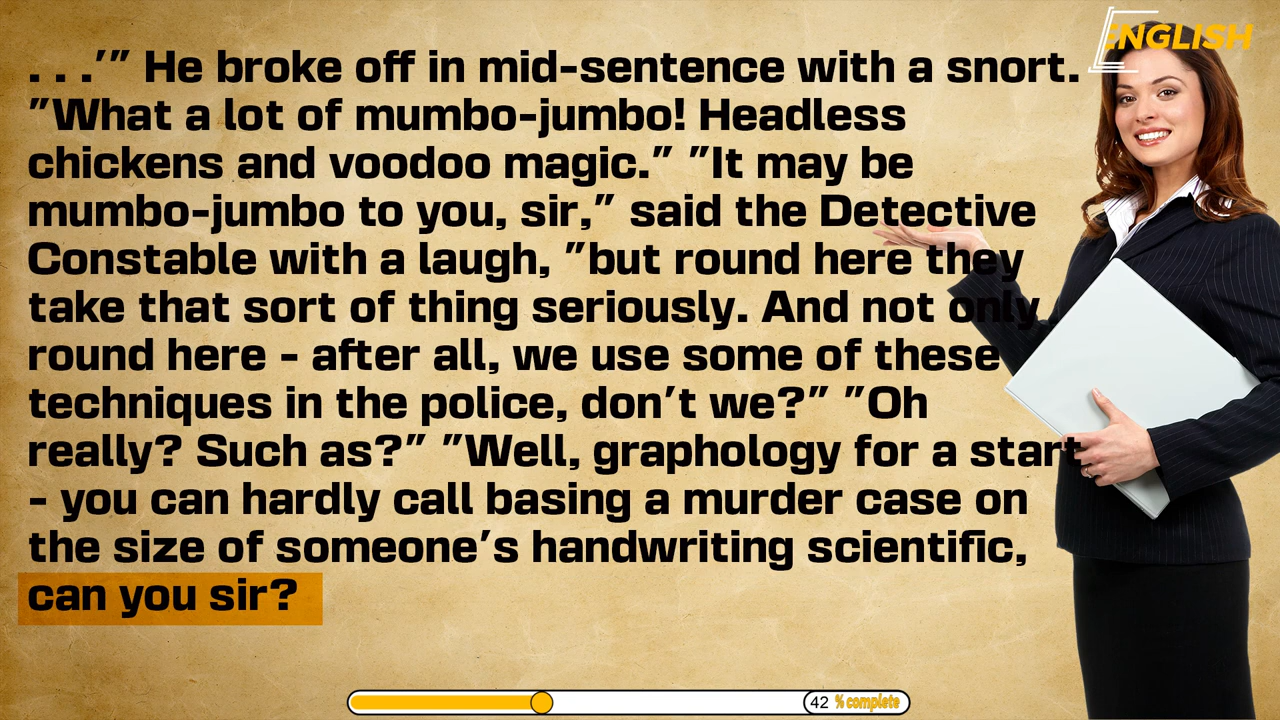 . . .’” He broke off in mid-sentence with a snort.
”What a lot of mumbo-jumbo! Headless
chickens and voodoo magic.” ”It may be
mumbo-jumbo to you, sir,” said the Detective
Constable with a laugh, ”but round here they
take that sort of thing seriously. And not only
round here - after all, we use some of these
techniques in the police, don’t we?” ”Oh
really? Such as?” ”Well, graphology for a start
- you can hardly call basing a murder case on
the size of someone’s handwriting scientific,
can you sir?
ENGLISH
42 % complete